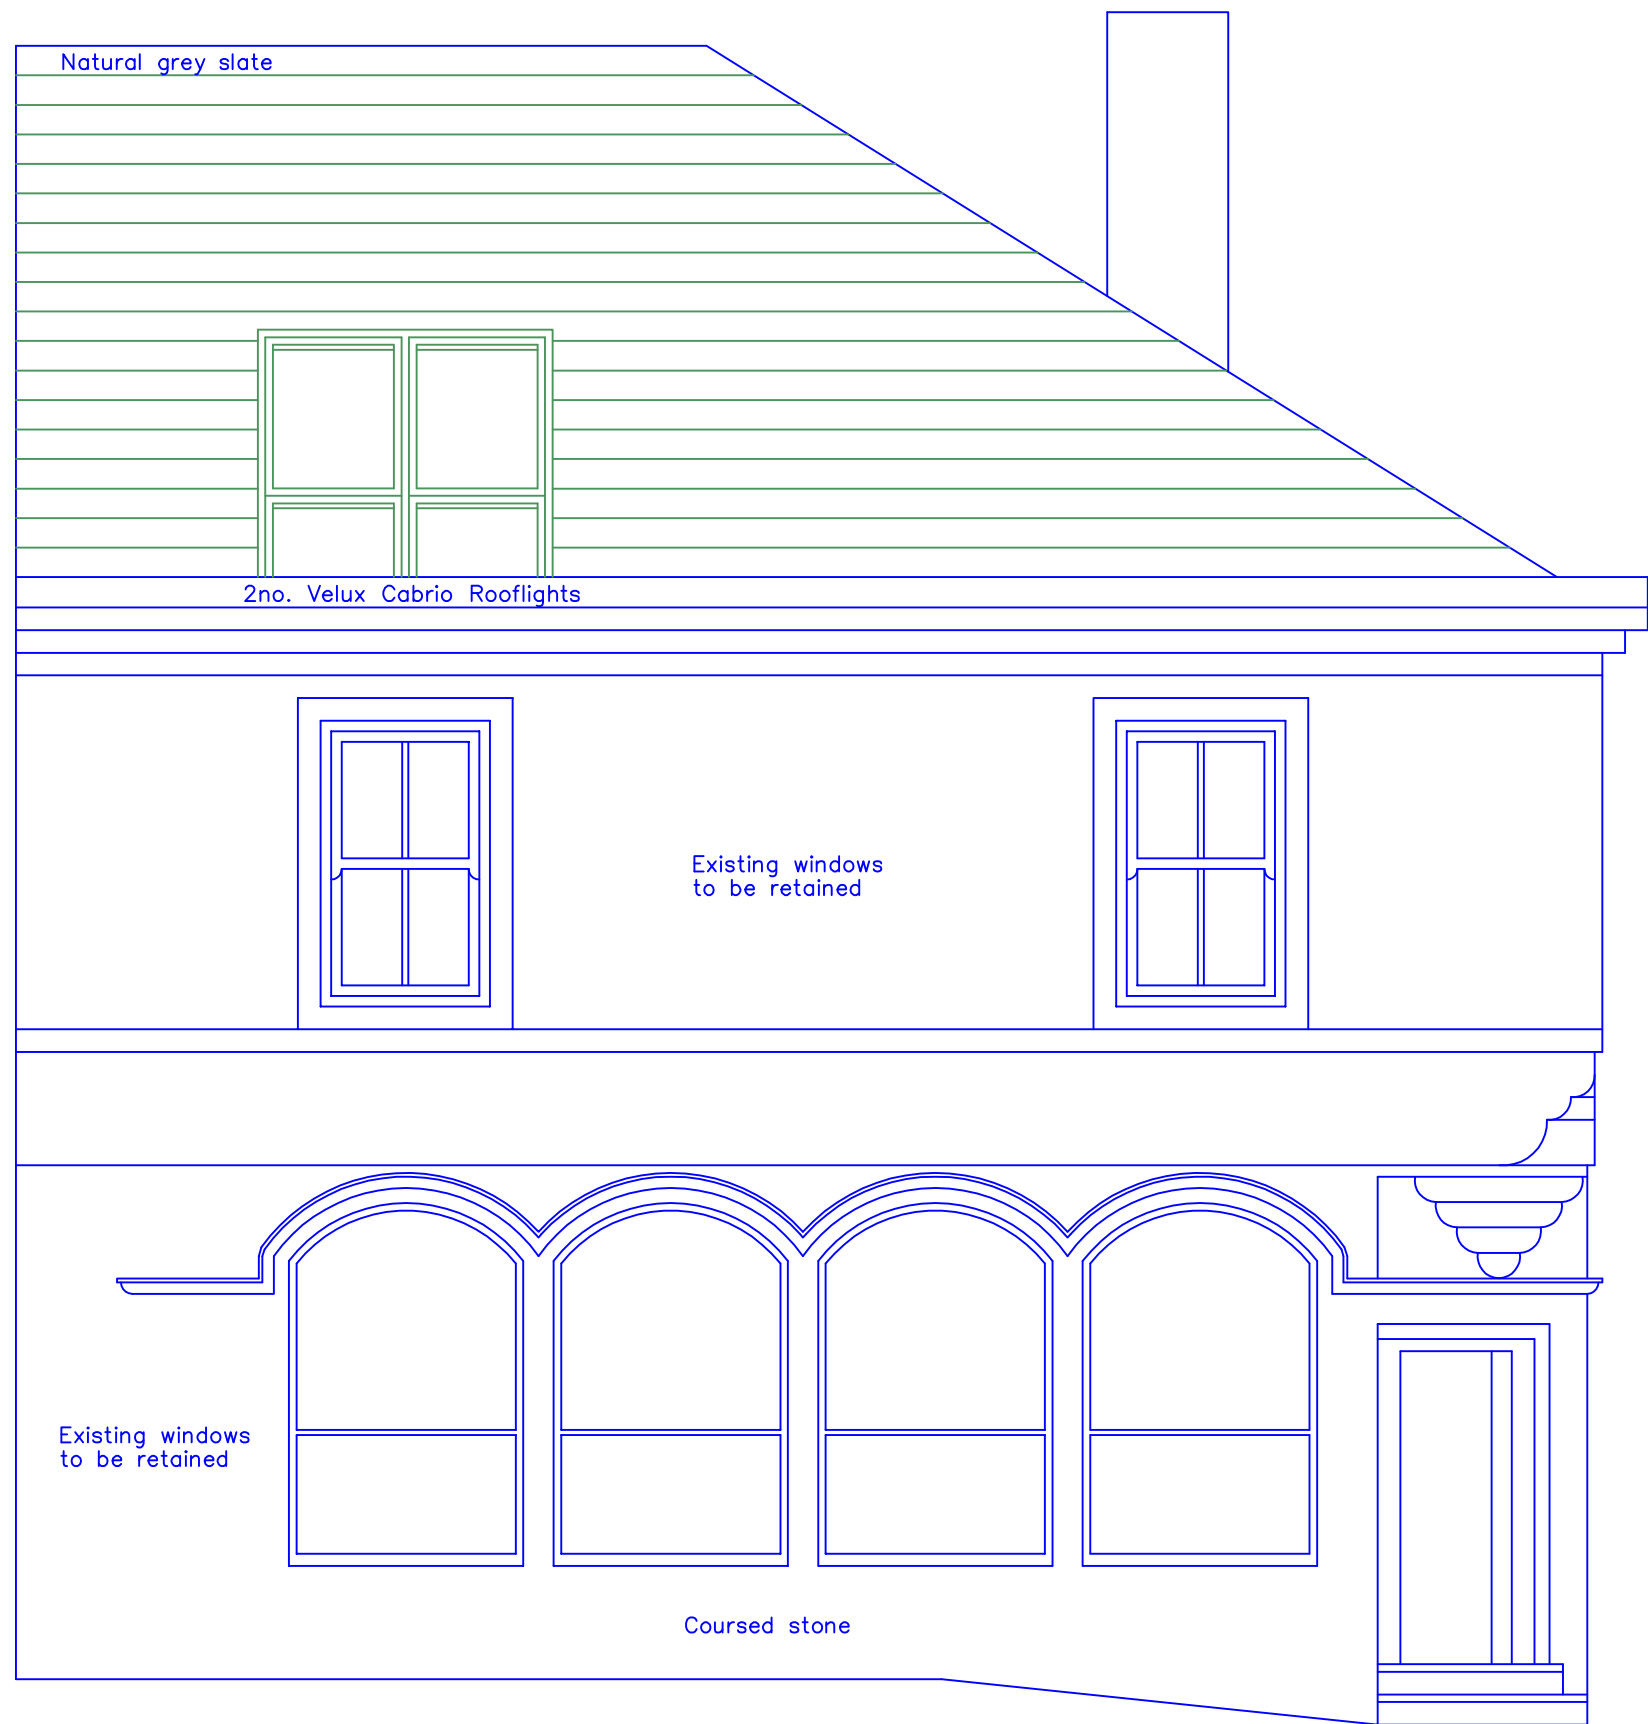 Natural grey slate
2no. Velux Cabrio Rooflights
Existing windows
to be retained
Existing windows
to be retained
Coursed stone